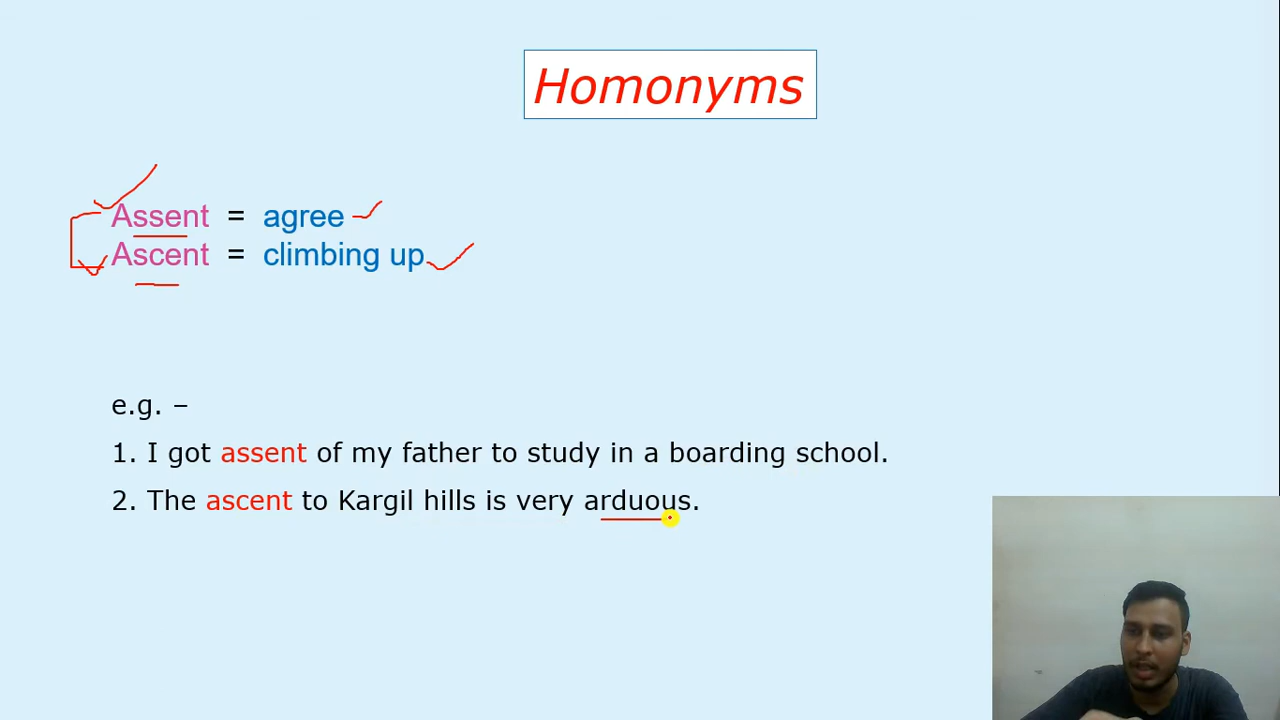 Homonyms
Assent = agree
Ascent = climbing up
e.g. –
1. I got assent of my father to study in a boarding school.
2. The ascent to Kargil hills is very arduous.